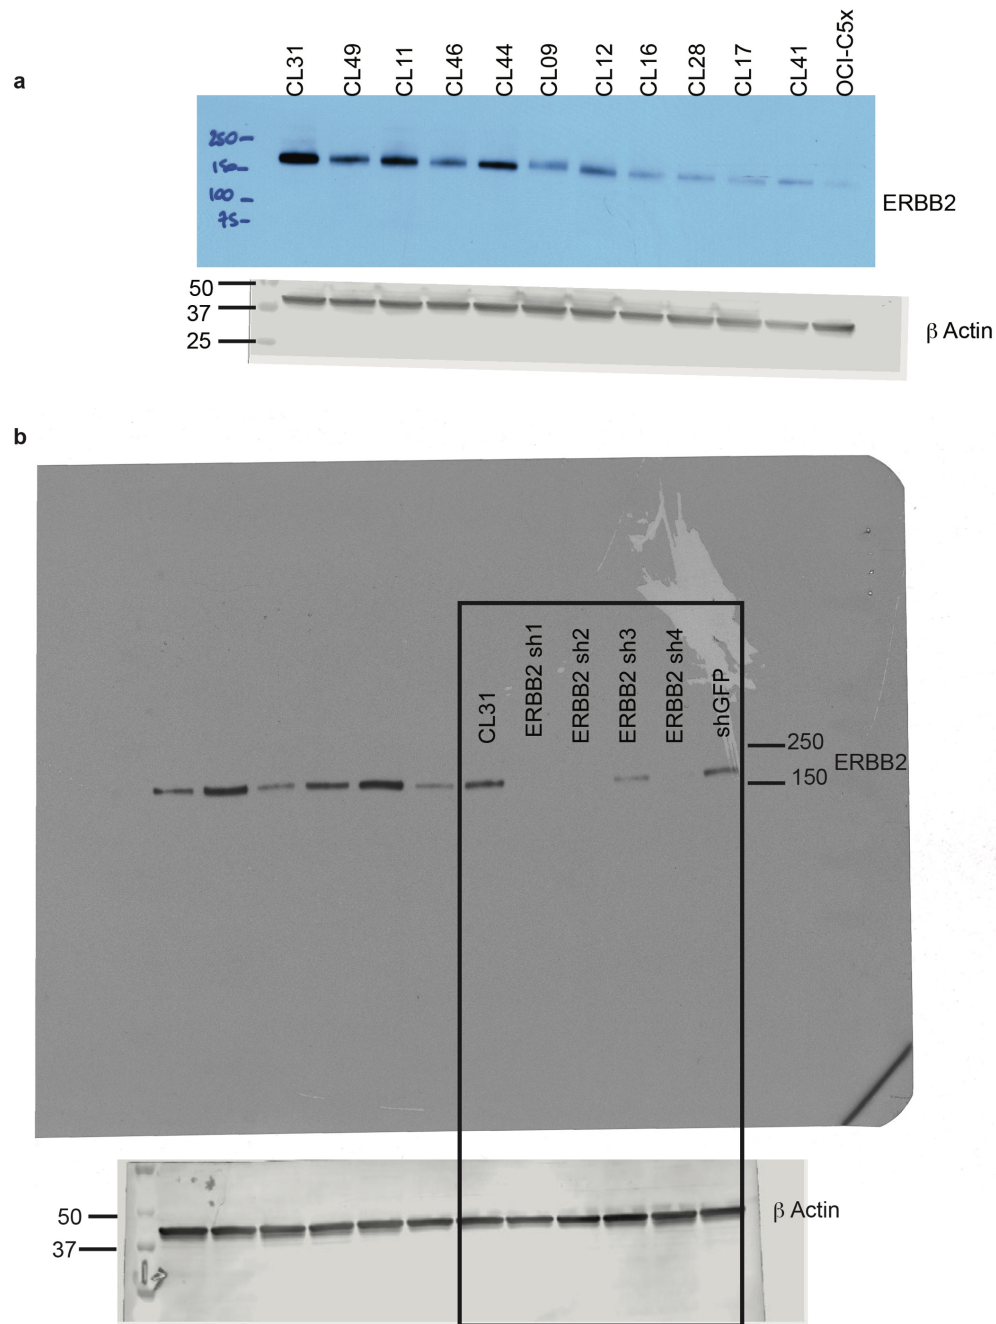 a
CL31 CL49 CL11 CL46 CL44 CL09 CL12 CL16 CL28 CL17 CL41 OCI-C5x
250-
150-
100 -
75-
ERBB2
50
37
25
β Actin
b
CL31 ERBB2 sh1 ERBB2 sh2 ERBB2 sh3 ERBB2 sh4 shGFP
250
150
ERBB2
50
37
β Actin